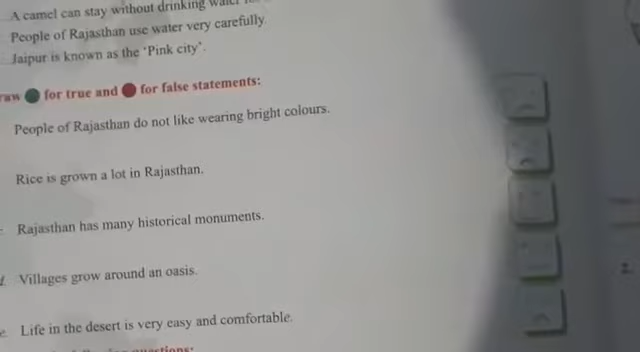 A camel can stay without drinking water
People of Rajasthan use water very carefully.
Jaipur is known as the 'Pink city'.
raw for true and for false statements:
People of Rajasthan do not like wearing bright colours.
Rice is grown a lot in Rajasthan.
Rajasthan has many historical monuments.
d. Villages grow around an oasis.
e. Life in the desert is very easy and comfortable.
questions: